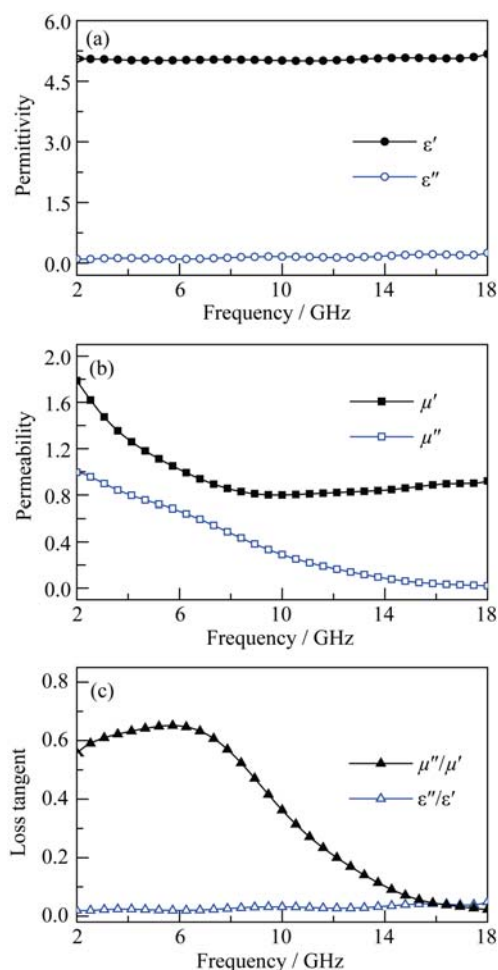 (a)
6.0
4.5
3.0
1.5
0.0
Permittivity
ε′
ε″
2 6 10 14 18
Frequency / GHz
(b)
2.0
1.6
1.2
0.8
0.4
0.0
Permeability
μ′
μ″
2 6 10 14 18
Frequency / GHz
(c)
0.8
0.6
0.4
0.2
0.0
Loss tangent
μ″/μ′
ε″/ε′
2 6 10 14 18
Frequency / GHz